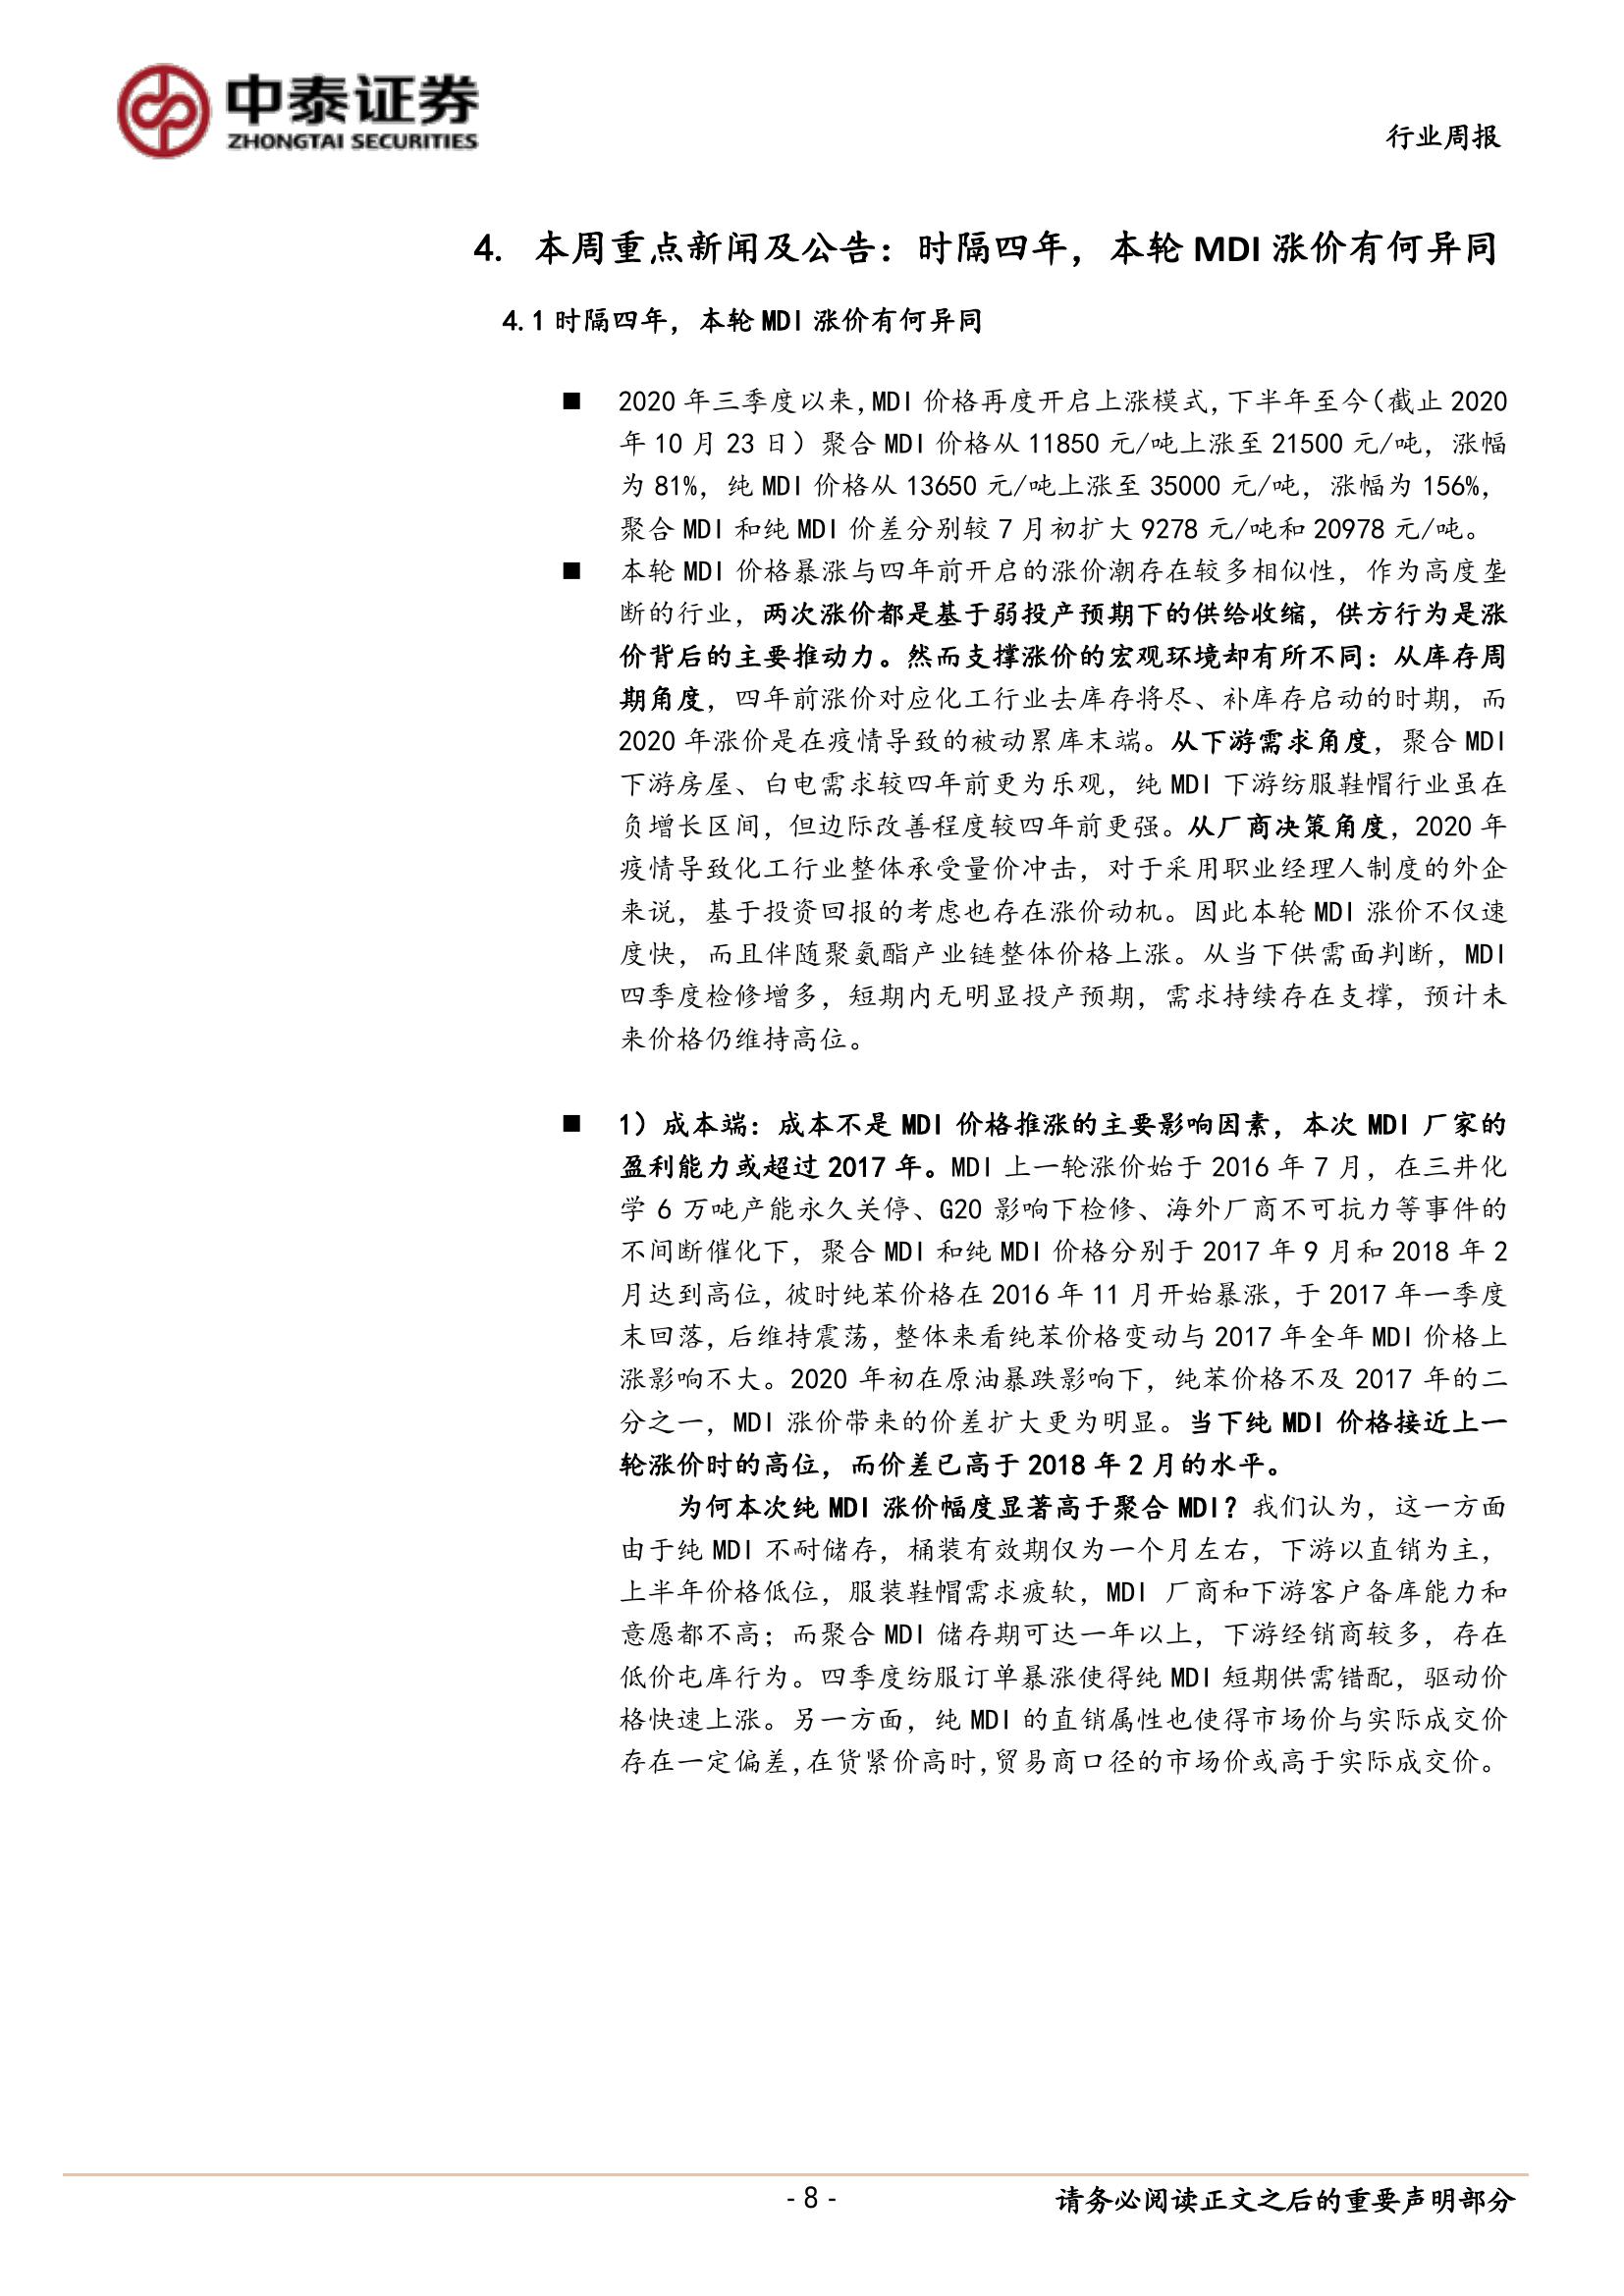 中泰证券
ZHONGTAI SECURITIES
行业周报
4. 本周重点新闻及公告：时隔四年，本轮 MDI 涨价有何异同
4.1 时隔四年，本轮 MDI 涨价有何异同
■ 2020 年三季度以来，MDI 价格再度开启上涨模式，下半年至今（截止 2020
年 10 月 23 日）聚合 MDI 价格从 11850 元/吨上涨至 21500 元/吨，涨幅
为 81%，纯 MDI 价格从 13650 元/吨上涨至 35000 元/吨，涨幅为 156%，
聚合 MDI 和纯 MDI 价差分别较 7 月初扩大 9278 元/吨和 20978 元/吨。
■ 本轮 MDI 价格暴涨与四年前开启的涨价潮存在较多相似性，作为高度垄
断的行业，两次涨价都是基于弱投产预期下的供给收缩，供方行为是涨
价背后的主要推动力。然而支撑涨价的宏观环境却有所不同：从库存周
期角度，四年前涨价对应化工行业去库存将尽、补库存启动的时期，而
2020 年涨价是在疫情导致的被动累库末端。从下游需求角度，聚合 MDI
下游房屋、白电需求较四年前更为乐观，纯 MDI 下游纺服鞋帽行业虽在
负增长区间，但边际改善程度较四年前更强。从厂商决策角度，2020 年
疫情导致化工行业整体承受量价冲击，对于采用职业经理人制度的外企
来说，基于投资回报的考虑也存在涨价动机。因此本轮 MDI 涨价不仅速
度快，而且伴随聚氨酯产业链整体价格上涨。从当下供需面判断，MDI
四季度检修增多，短期内无明显投产预期，需求持续存在支撑，预计未
来价格仍维持高位。
■ 1）成本端：成本不是 MDI 价格推涨的主要影响因素，本次 MDI 厂家的
盈利能力或超过 2017 年。MDI 上一轮涨价始于 2016 年 7 月，在三井化
学 6 万吨产能永久关停、G20 影响下检修、海外厂商不可抗力等事件的
不间断催化下，聚合 MDI 和纯 MDI 价格分别于 2017 年 9 月和 2018 年 2
月达到高位，彼时纯苯价格在 2016 年 11 月开始暴涨，于 2017 年一季度
末回落，后维持震荡，整体来看纯苯价格变动与 2017 年全年 MDI 价格上
涨影响不大。2020 年初在原油暴跌影响下，纯苯价格不及 2017 年的二
分之一，MDI 涨价带来的价差扩大更为明显。当下纯 MDI 价格接近上一
轮涨价时的高位，而价差已高于 2018 年 2 月的水平。
为何本次纯 MDI 涨价幅度显著高于聚合 MDI？我们认为，这一方面
由于纯 MDI 不耐储存，桶装有效期仅为一个月左右，下游以直销为主，
上半年价格低位，服装鞋帽需求疲软，MDI 厂商和下游客户备库能力和
意愿都不高；而聚合 MDI 储存期可达一年以上，下游经销商较多，存在
低价屯库行为。四季度纺服订单暴涨使得纯 MDI 短期供需错配，驱动价
格快速上涨。另一方面，纯 MDI 的直销属性也使得市场价与实际成交价
存在一定偏差，在货紧价高时，贸易商口径的市场价或高于实际成交价。
- 8 -
请务必阅读正文之后的重要声明部分